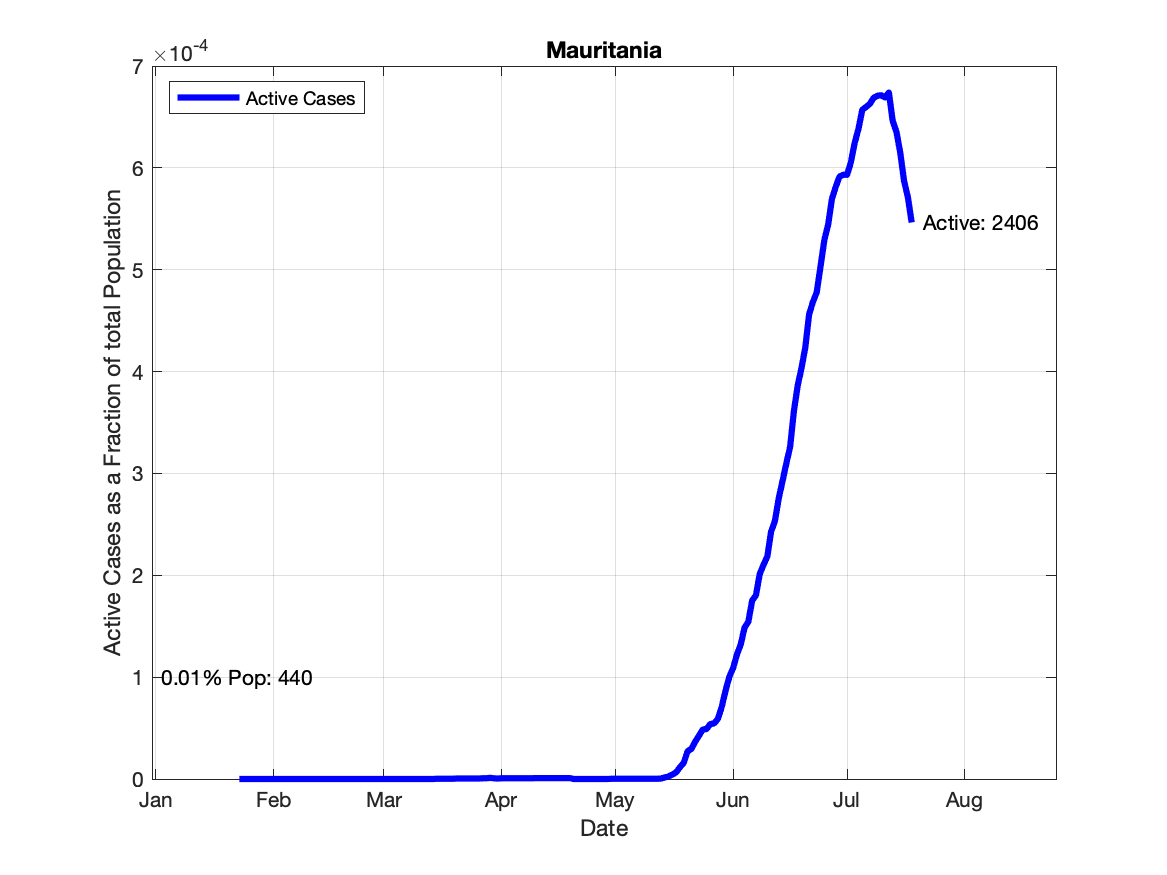 Mauritania
×10-4
Active Cases
7
6
5
4
3
2
1
0
Active Cases as a Fraction of total Population
Active: 2406
0.01% Pop: 440
Jan Feb Mar Apr May Jun Jul Aug
Date